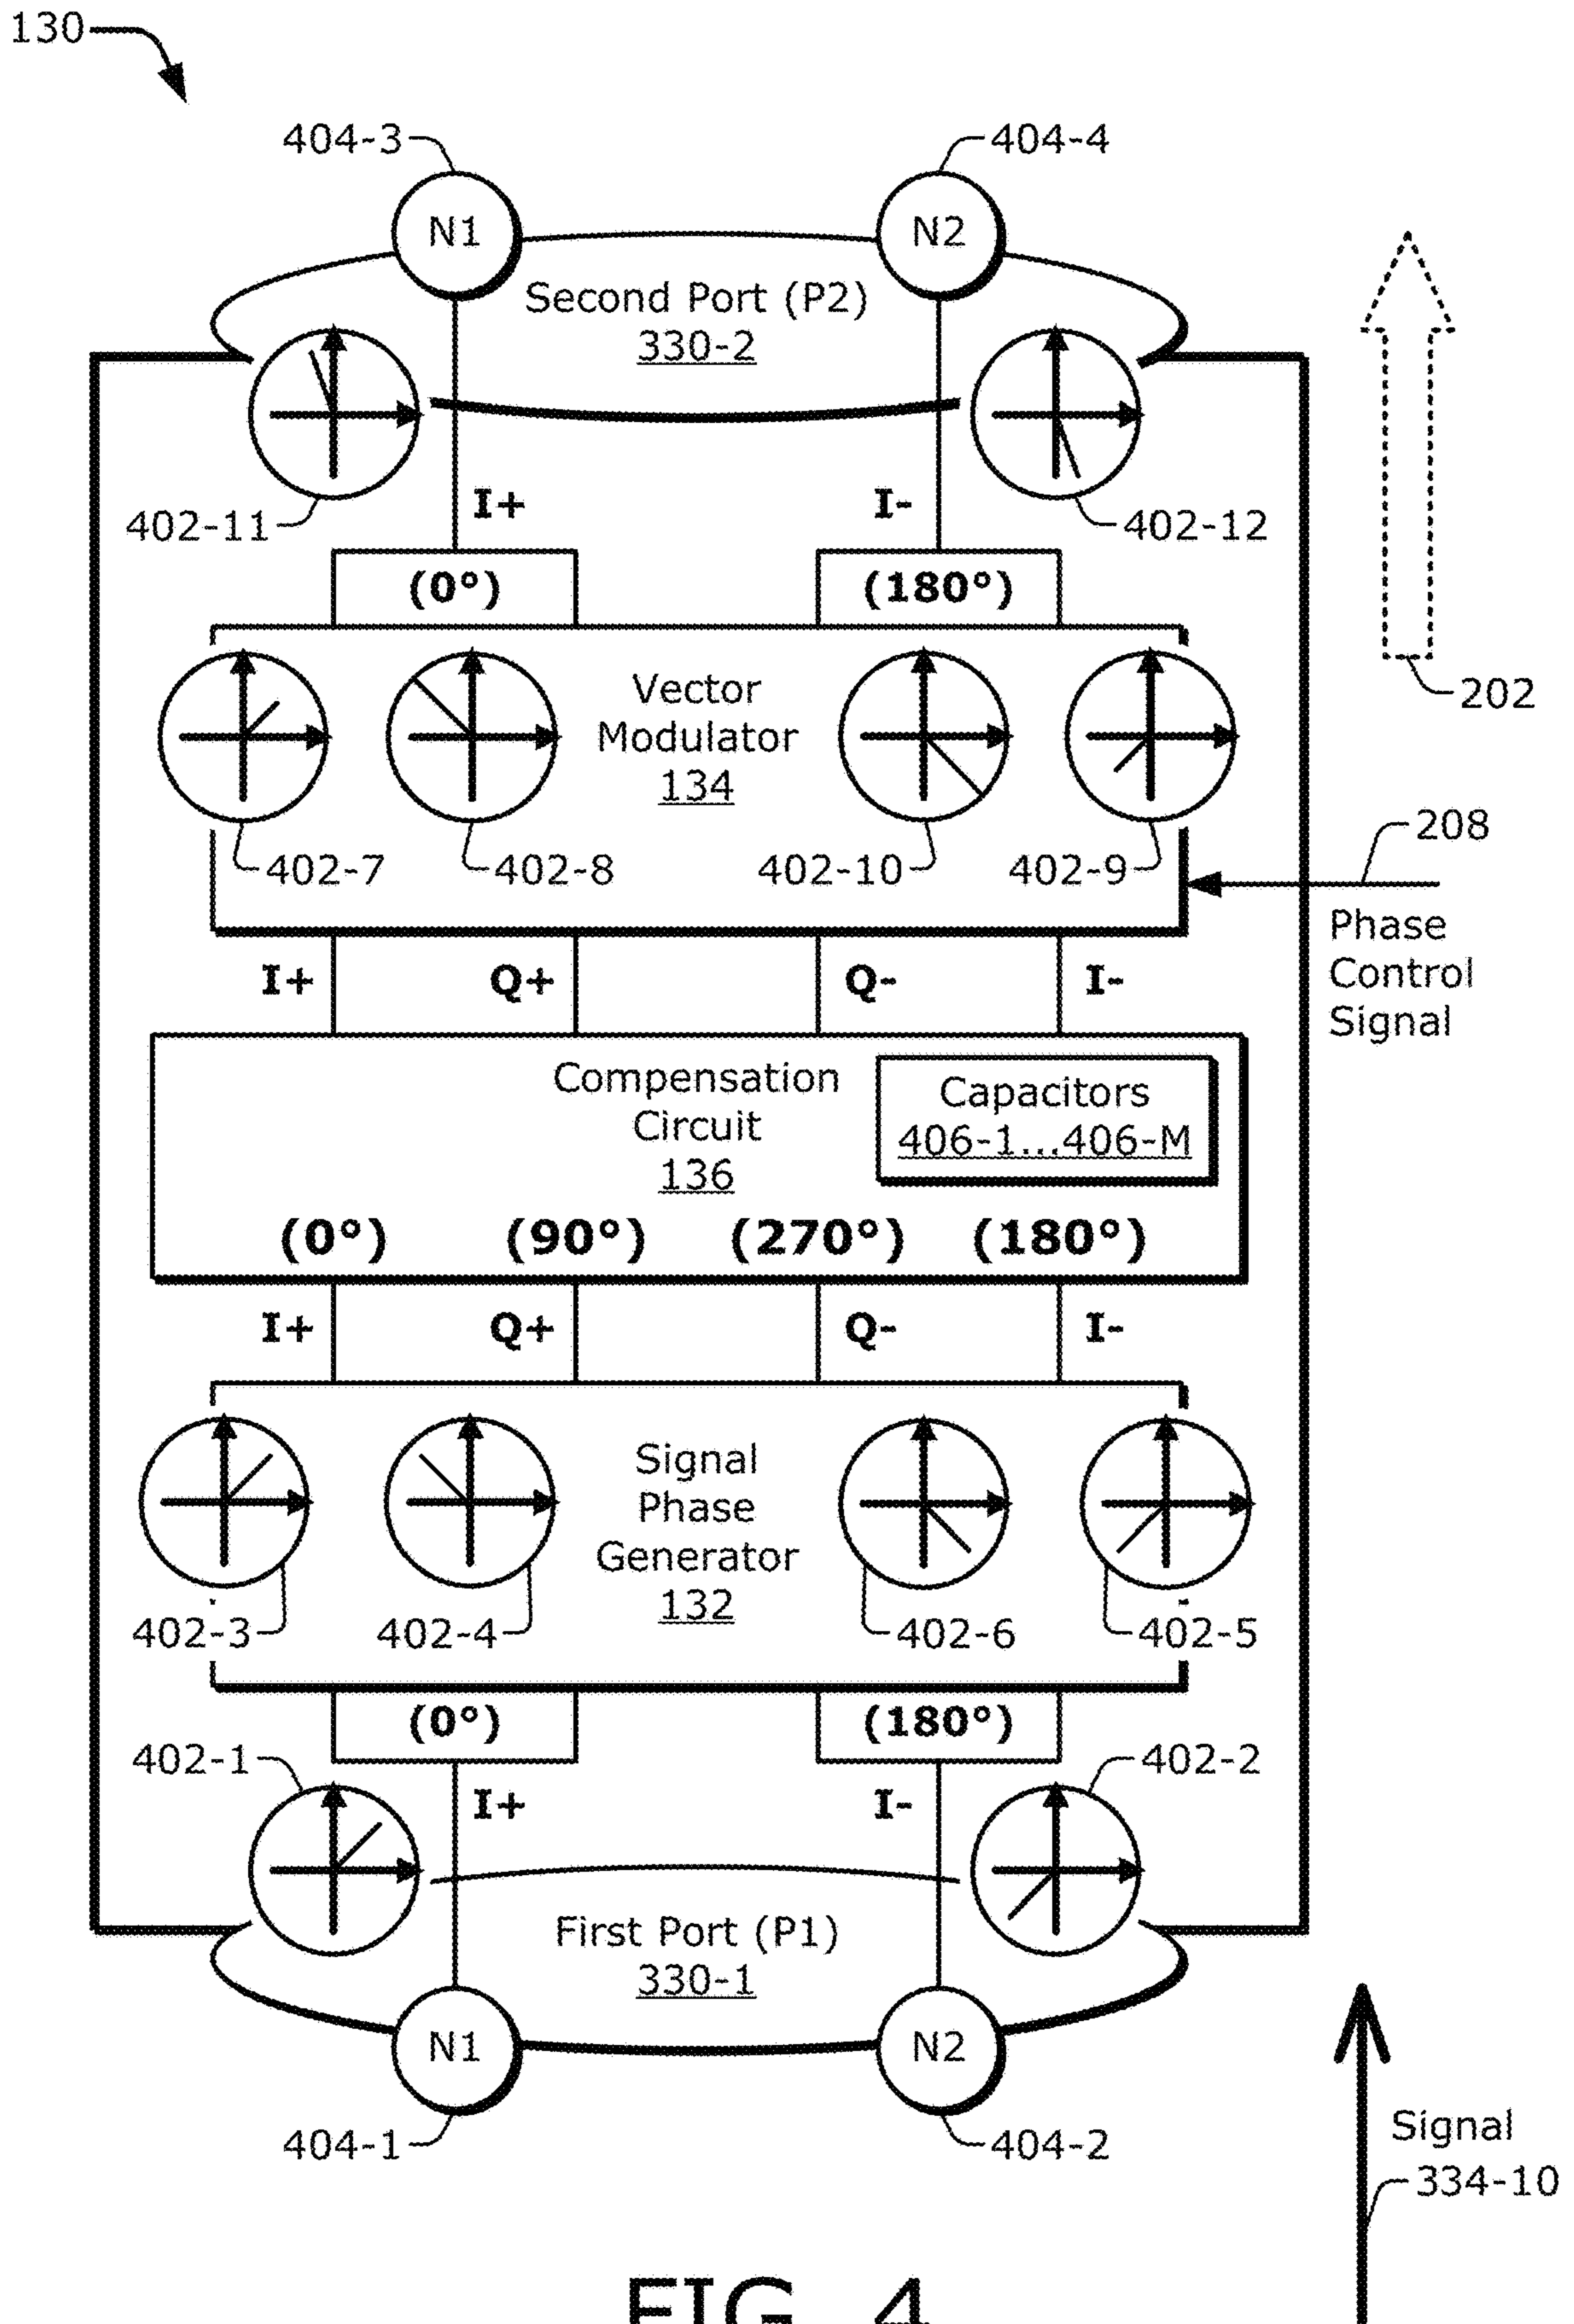 130
404-3
404-4
N1
N2
Second Port (P2)
330-2
402-11
I+
I-
402-12
(0°)
(180°)
202
Vector
Modulator
134
402-7
402-8
402-10
402-9
208
Phase
Control
Signal
I+
Q+
Q-
I-
Compensation
Circuit
136
Capacitors
406-1...406-M
(0°)
(90°)
(270°)
(180°)
I+
Q+
Q-
I-
Signal
Phase
Generator
132
402-3
402-4
402-6
402-5
(0°)
(180°)
402-1
I+
I-
402-2
First Port (P1)
330-1
N1
N2
404-1
404-2
Signal
334-10
FIG. 4